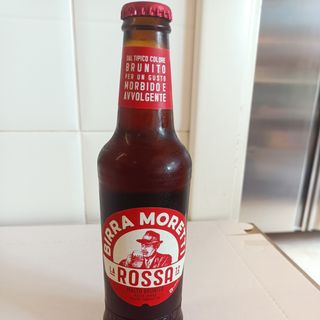 DAL TIPICO COLORE
BRUNITO
PER UN GUSTO
MORBIDO E
AVVOLGENTE
BIRRA MORETTI
LA ROSSA